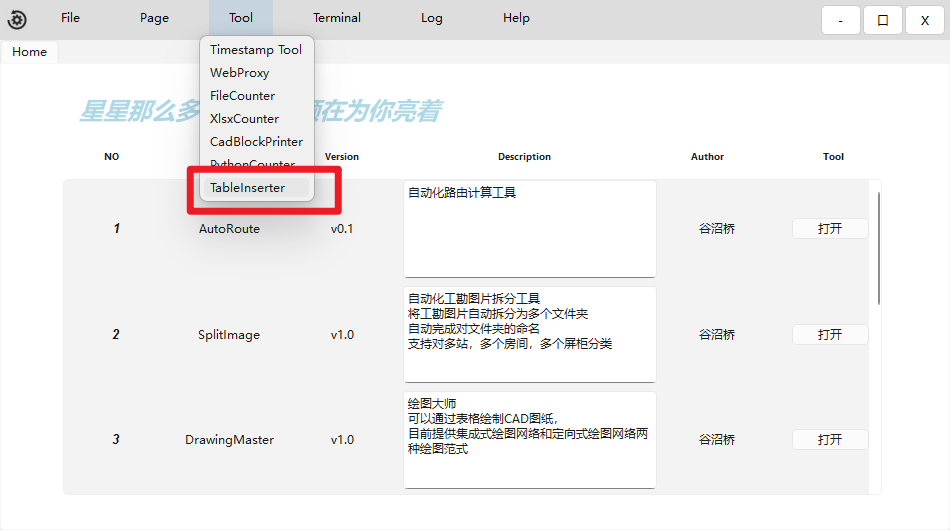 File Page Tool Terminal Log Help - 口 X
Home
Timestamp Tool
WebProxy
FileCounter
XlsxCounter
CadBlockPrinter
PythonCounter
TableInserter
星星那么多 在为你亮着
NO Version Description Author Tool
1 AutoRoute v0.1 自动化路由计算工具 谷沼桥 打开
2 SplitImage v1.0 自动化工勘图片拆分工具 谷沼桥 打开
将工勘图片自动拆分为多个文件夹
自动完成对文件夹的命名
支持对多站，多个房间，多个屏柜分类
3 DrawingMaster v1.0 绘图大师 谷沼桥 打开
可以通过表格绘制CAD图纸，
目前提供集成式绘图网络和定向式绘图网络两
种绘图范式